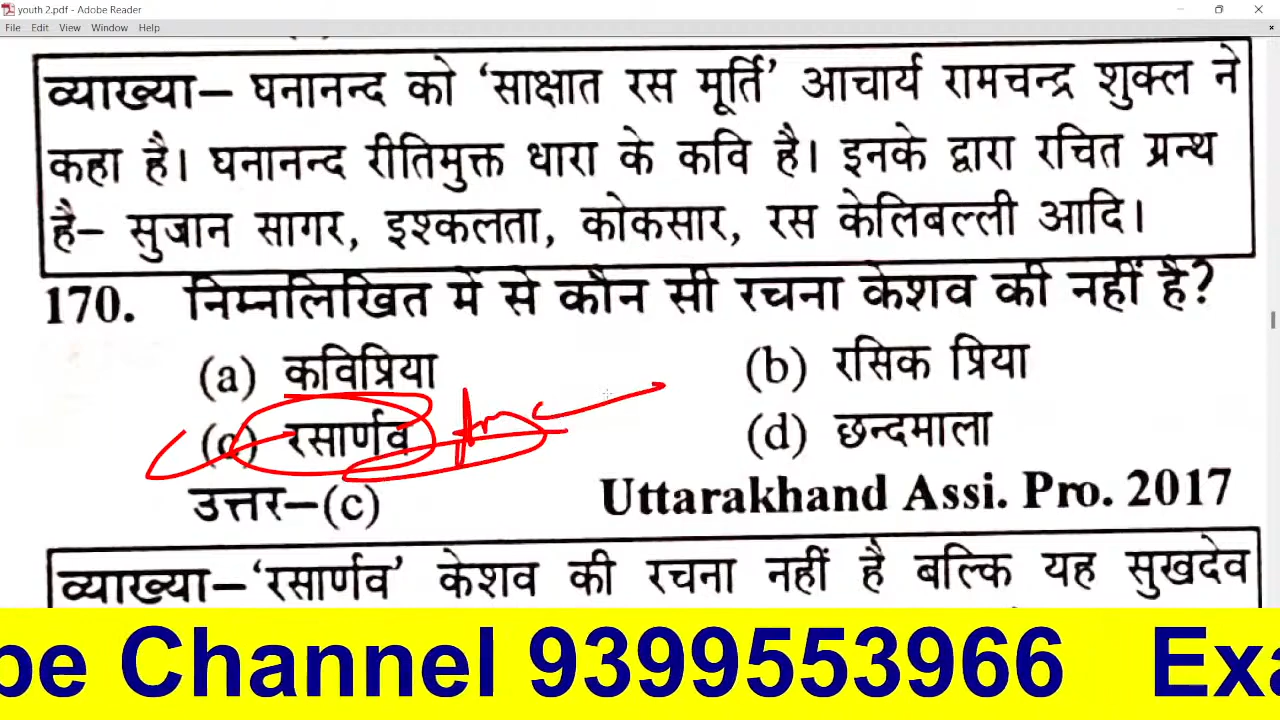 youth 2.pdf - Adobe Reader
File Edit View Window Help
व्याख्या– घनानन्द को ‘साक्षात रस मूर्ति’ आचार्य रामचन्द्र शुक्ल ने
कहा है। घनानन्द रीतिमुक्त धारा के कवि है। इनके द्वारा रचित ग्रन्थ
है– सुजान सागर, इश्कलता, कोकसार, रस केलिबल्ली आदि।
170. निम्नलिखित में से कौन सी रचना केशव की नहीं है?
(a) कविप्रिया (b) रसिक प्रिया
(c) रसार्णव (d) छन्दमाला
उत्तर–(c) Uttarakhand Assi. Pro. 2017
व्याख्या–‘रसार्णव’ केशव की रचना नहीं है बल्कि यह सुखदेव
be Channel 9399553966 Exa